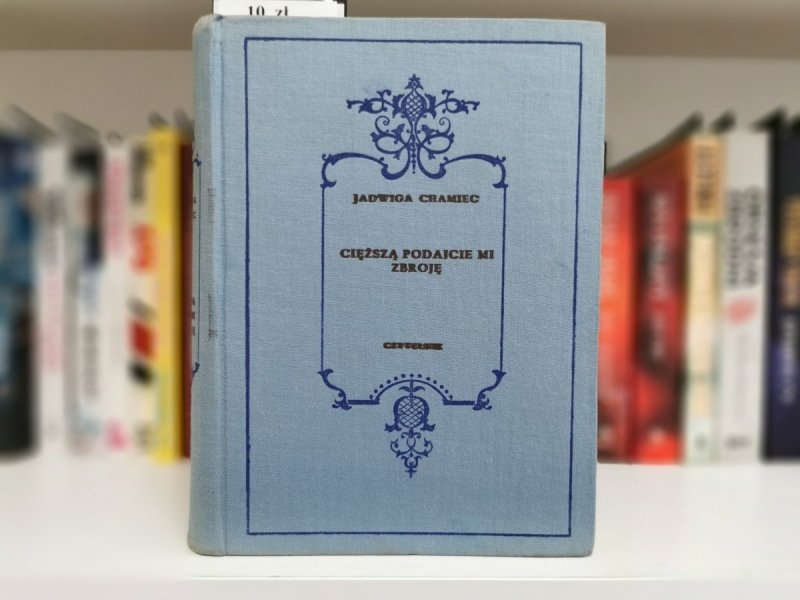 10 zł
JADWIGA CHAMIEC
CIĘŻSZĄ PODAJCIE MI
ZBROJĘ
CZYTELNIK